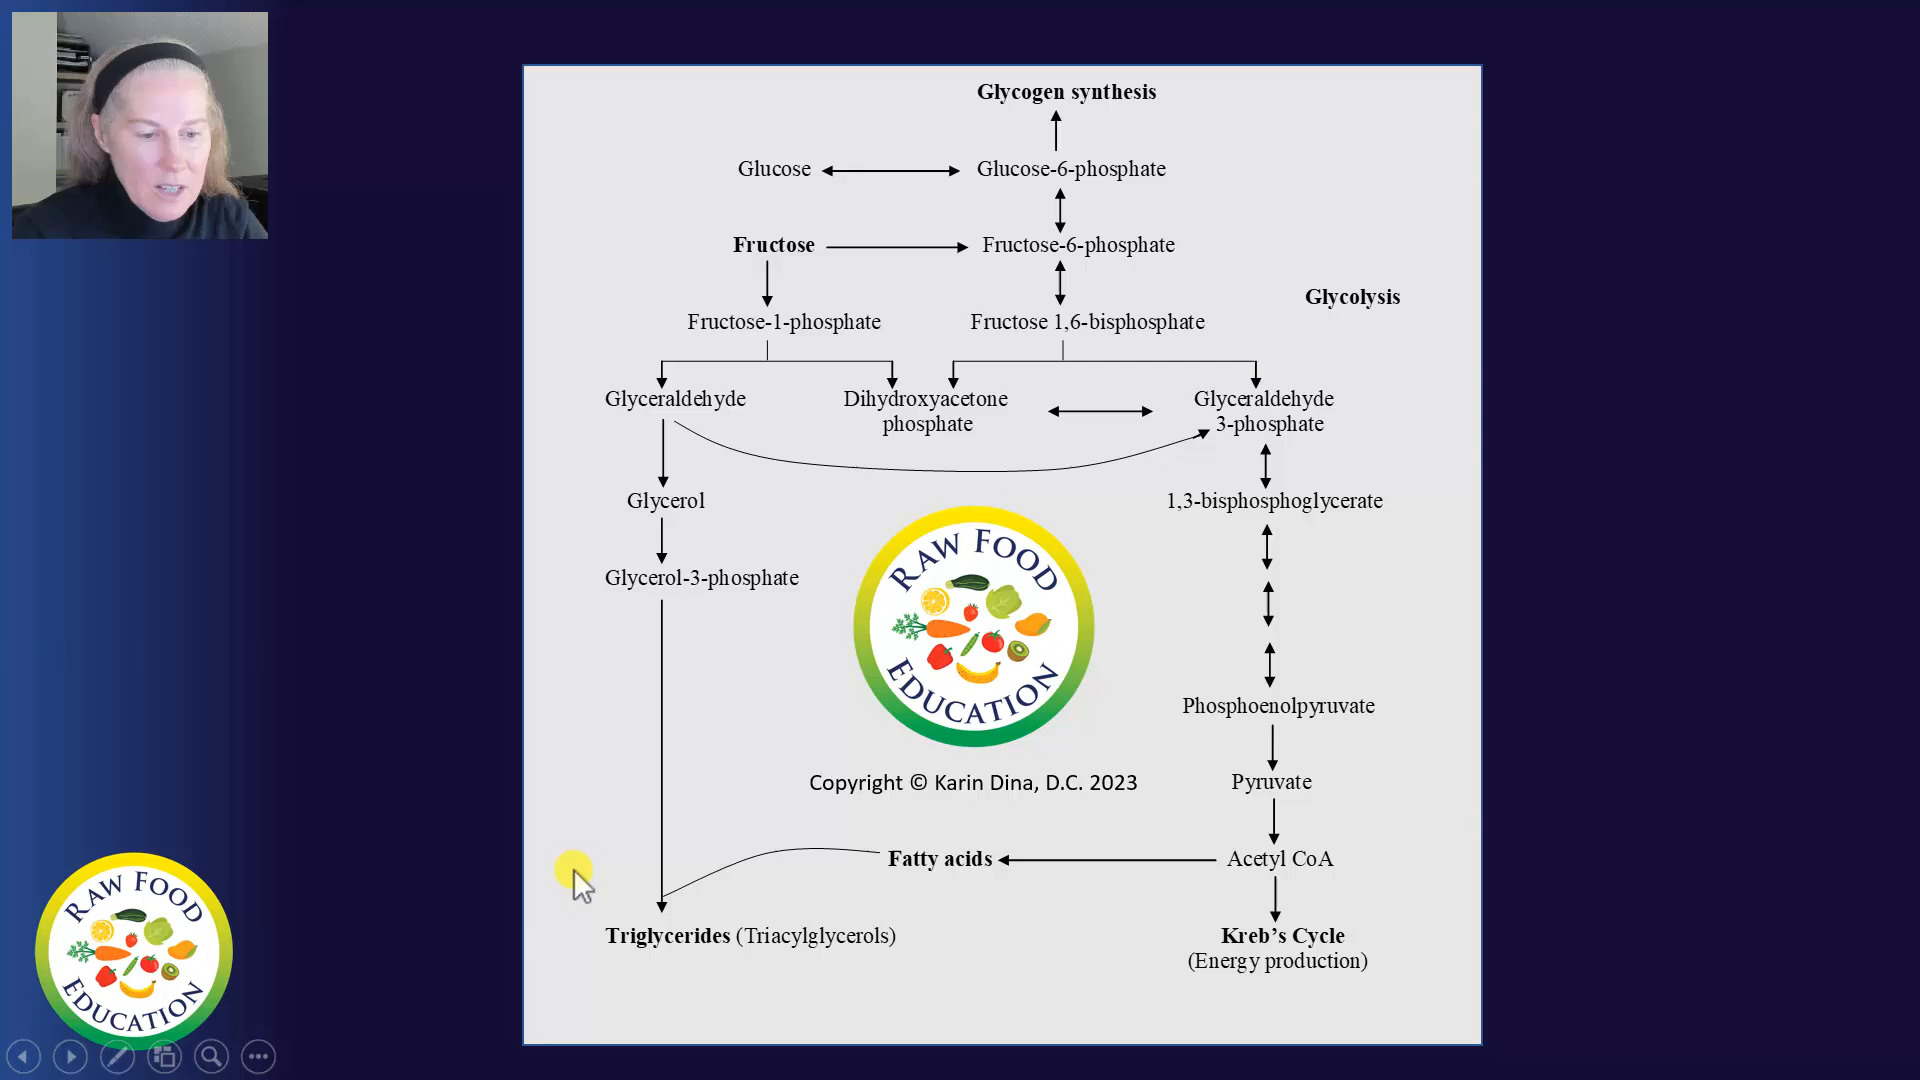 Glycogen synthesis
Glucose
Glucose-6-phosphate
Fructose
Fructose-6-phosphate
Glycolysis
Fructose-1-phosphate
Fructose 1,6-bisphosphate
Glyceraldehyde
Dihydroxyacetone
phosphate
Glyceraldehyde
3-phosphate
Glycerol
1,3-bisphosphoglycerate
Glycerol-3-phosphate
RAW FOOD
EDUCATION
Phosphoenolpyruvate
Copyright © Karin Dina, D.C. 2023
Pyruvate
Fatty acids
Acetyl CoA
Triglycerides (Triacylglycerols)
Kreb's Cycle
(Energy production)
RAW FOOD
EDUCATION